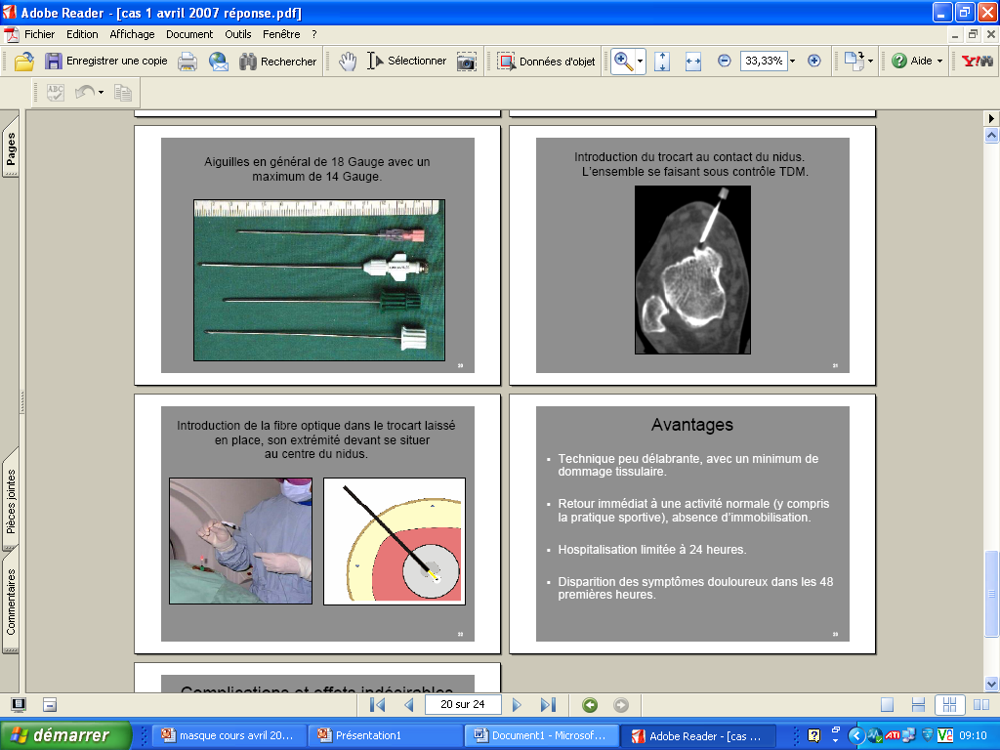 Adobe Reader - [cas 1 avril 2007 réponse.pdf]
Fichier Edition Affichage Document Outils Fenêtre ?
Enregistrer une copie Rechercher Sélectionner Données d'objet 33,33% Aide Y!
ABC
Pages
Pièces jointes
Commentaires
Aiguilles en général de 18 Gauge avec un
maximum de 14 Gauge.
20
Introduction du trocart au contact du nidus.
L'ensemble se faisant sous contrôle TDM.
21
Introduction de la fibre optique dans le trocart laissé
en place, son extrémité devant se situer
au centre du nidus.
22
Avantages
• Technique peu délabrante, avec un minimum de
dommage tissulaire.
• Retour immédiat à une activité normale (y compris
la pratique sportive), absence d'immobilisation.
• Hospitalisation limitée à 24 heures.
• Disparition des symptômes douloureux dans les 48
premières heures.
23
Complications et effets indésirables
20 sur 24
démarrer masque cours avril 20... Présentation1 Document1 - Microsof... Adobe Reader - [cas ... 09:10